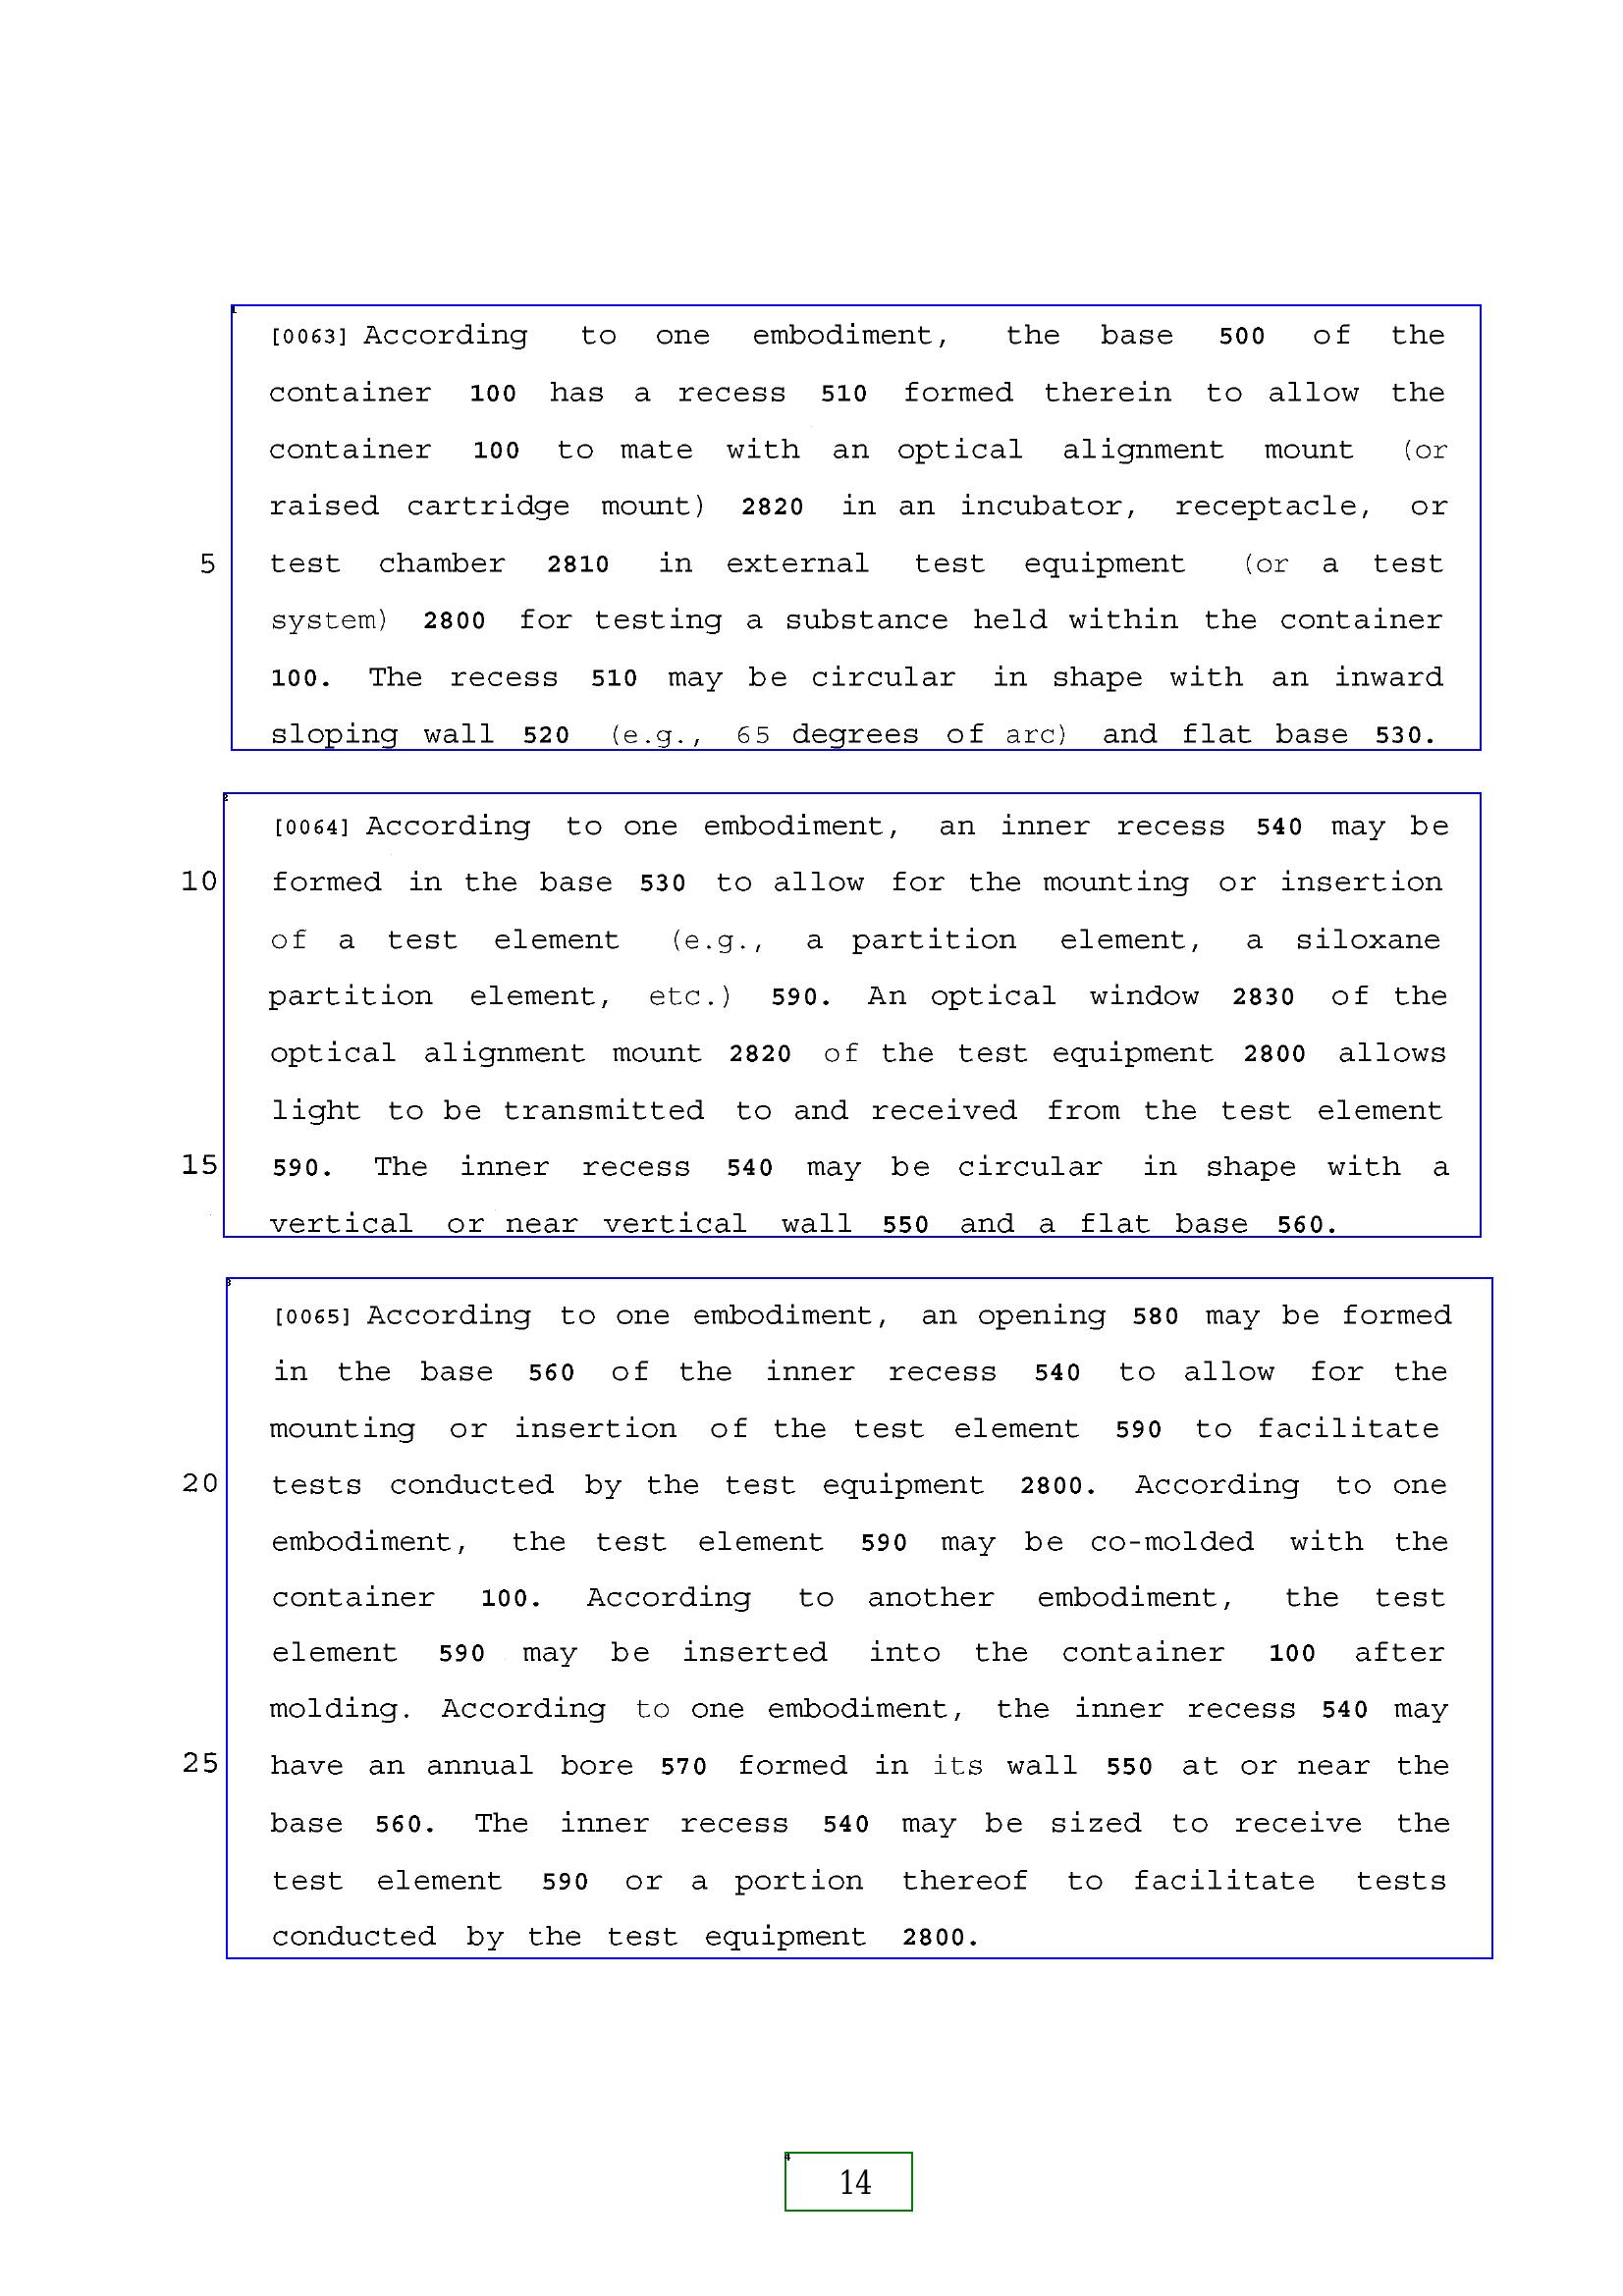 [0063] According to one embodiment, the base 500 of the
container 100 has a recess 510 formed therein to allow the
container 100 to mate with an optical alignment mount (or
raised cartridge mount) 2820 in an incubator, receptacle, or
5 test chamber 2810 in external test equipment (or a test
system) 2800 for testing a substance held within the container
100. The recess 510 may be circular in shape with an inward
sloping wall 520 (e.g., 65 degrees of arc) and flat base 530.
[0064] According to one embodiment, an inner recess 540 may be
10 formed in the base 530 to allow for the mounting or insertion
of a test element (e.g., a partition element, a siloxane
partition element, etc.) 590. An optical window 2830 of the
optical alignment mount 2820 of the test equipment 2800 allows
light to be transmitted to and received from the test element
15 590. The inner recess 540 may be circular in shape with a
vertical or near vertical wall 550 and a flat base 560.
[0065] According to one embodiment, an opening 580 may be formed
in the base 560 of the inner recess 540 to allow for the
mounting or insertion of the test element 590 to facilitate
20 tests conducted by the test equipment 2800. According to one
embodiment, the test element 590 may be co-molded with the
container 100. According to another embodiment, the test
element 590 may be inserted into the container 100 after
molding. According to one embodiment, the inner recess 540 may
25 have an annual bore 570 formed in its wall 550 at or near the
base 560. The inner recess 540 may be sized to receive the
test element 590 or a portion thereof to facilitate tests
conducted by the test equipment 2800.
14